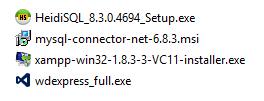 HeidiSQL_8.3.0.4694_Setup.exe
mysql-connector-net-6.8.3.msi
xampp-win32-1.8.3-3-VC11-installer.exe
wdexpress_full.exe